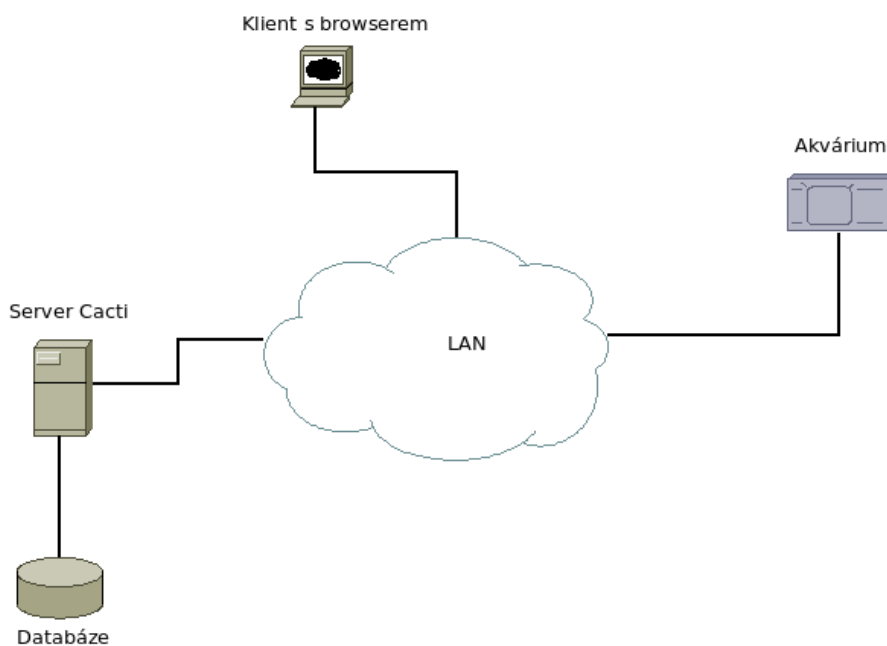 Klient s browserem
Akvárium
Server Cacti
LAN
Databáze